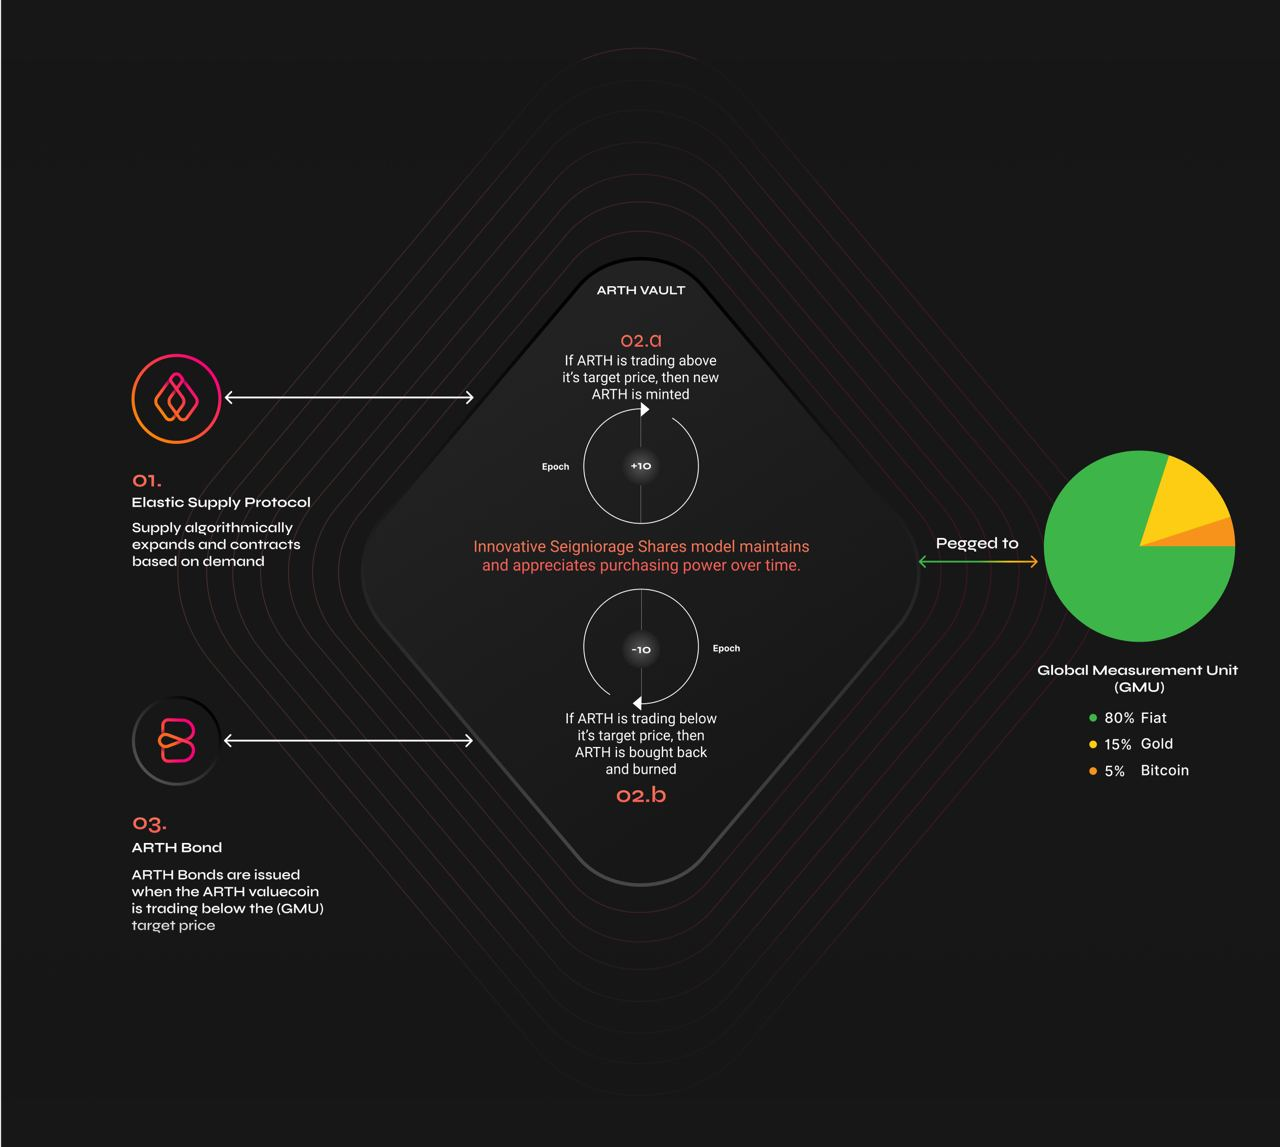 ARTH VAULT
02.a
If ARTH is trading above
it's target price, then new
ARTH is minted
Epoch
+10
Innovative Seigniorage Shares model maintains
and appreciates purchasing power over time.
-10
Epoch
If ARTH is trading below
it's target price, then
ARTH is bought back
and burned
02.b
01.
Elastic Supply Protocol
Supply algorithmically
expands and contracts
based on demand
03.
ARTH Bond
ARTH Bonds are issued
when the ARTH valuecoin
is trading below the (GMU)
target price
Pegged to
Global Measurement Unit
(GMU)
80% Fiat
15% Gold
5% Bitcoin